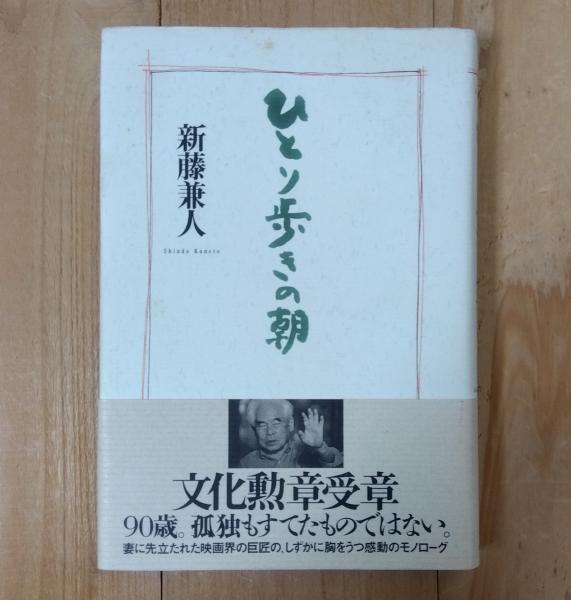 ひとり歩きの朝
新藤兼人
Shindo Kaneto
文化勲章受章
90歳。孤独もすてたものではない。
妻に先立たれた映画界の巨匠の、しずかに胸をうつ感動のモノローグ